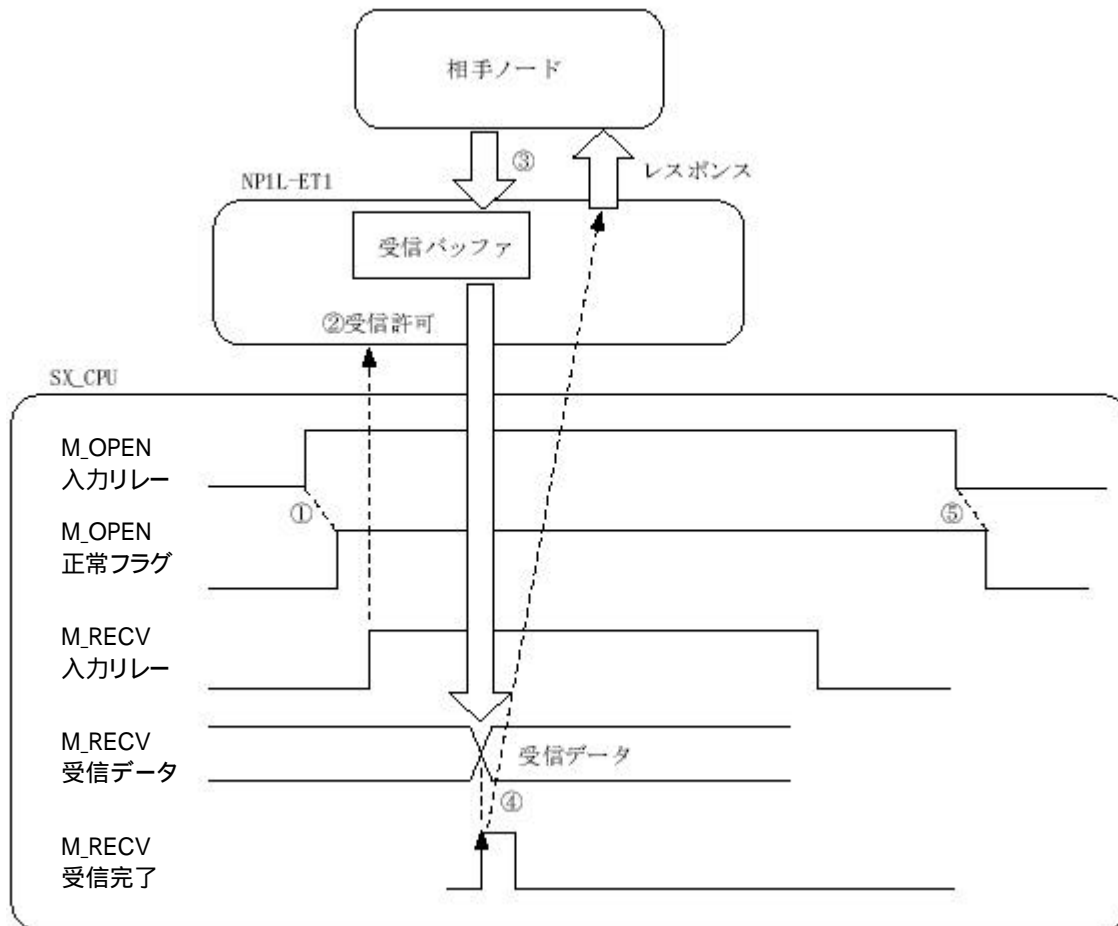 相手ノード
③
レスポンス
NP1L-ET1
受信バッファ
②受信許可
SX_CPU
M_OPEN
入力リレー
①
⑤
M_OPEN
正常フラグ
M_RECV
入力リレー
M_RECV
受信データ
受信データ
④
M_RECV
受信完了